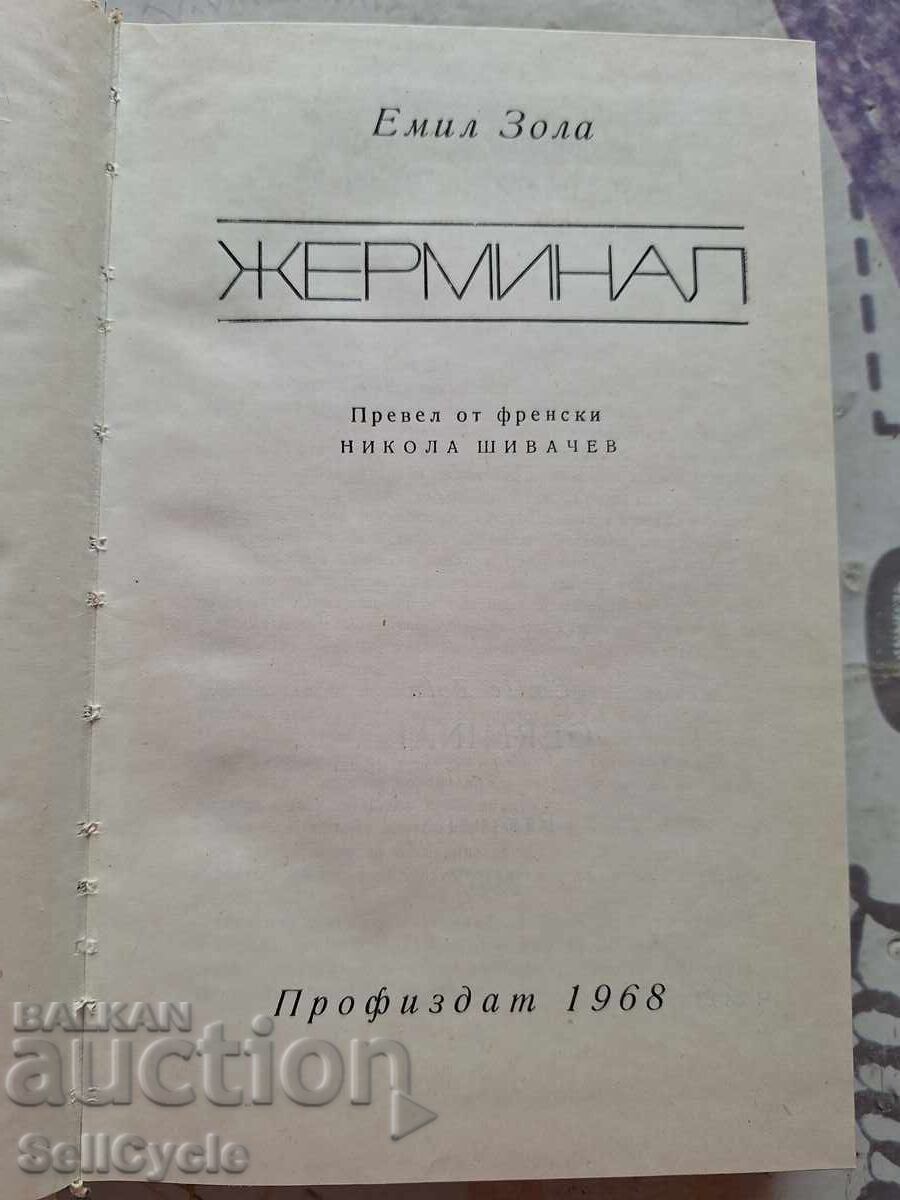 Емил Зола
ЖЕРМИНАЛ
Превел от френски
НИКОЛА ШИВАЧЕВ
Профиздат 1968
BALKAN
auction
SellCycle